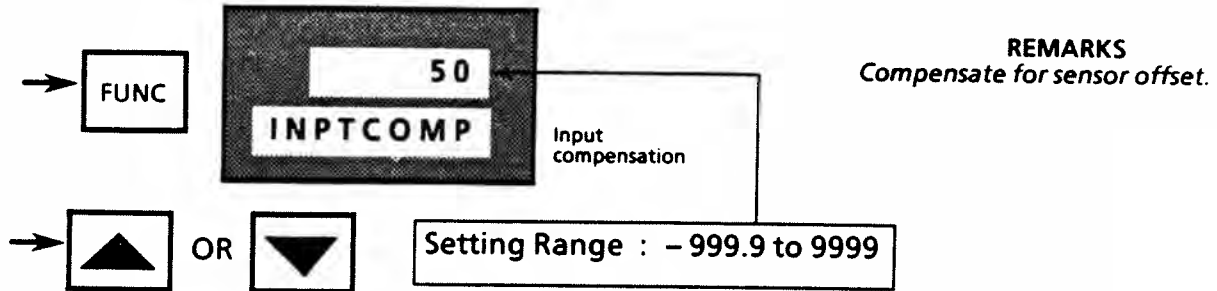 FUNC
50
INPTCOMP
Input
compensation
REMARKS
Compensate for sensor offset.
OR
Setting Range : – 999.9 to 9999